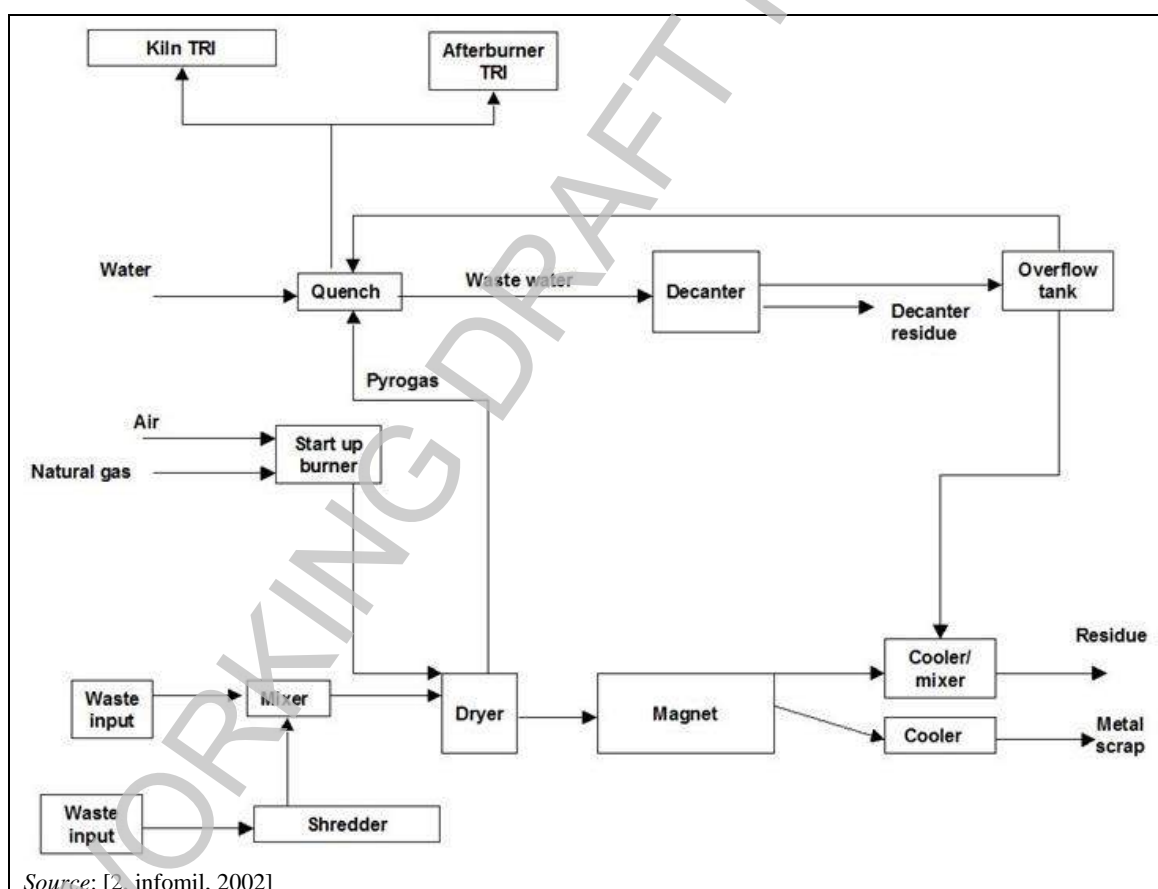 Kiln TRI
Afterburner
TRI
Water
Quench
Waste water
Decanter
Overflow
tank
Decanter
residue
Pyrogas
Air
Start up
burner
Natural gas
Waste
input
Mixer
Dryer
Magnet
Cooler/
mixer
Residue
Cooler
Metal
scrap
Waste
input
Shredder
Source: [2, infomil, 2002]
WORKING DRAFT